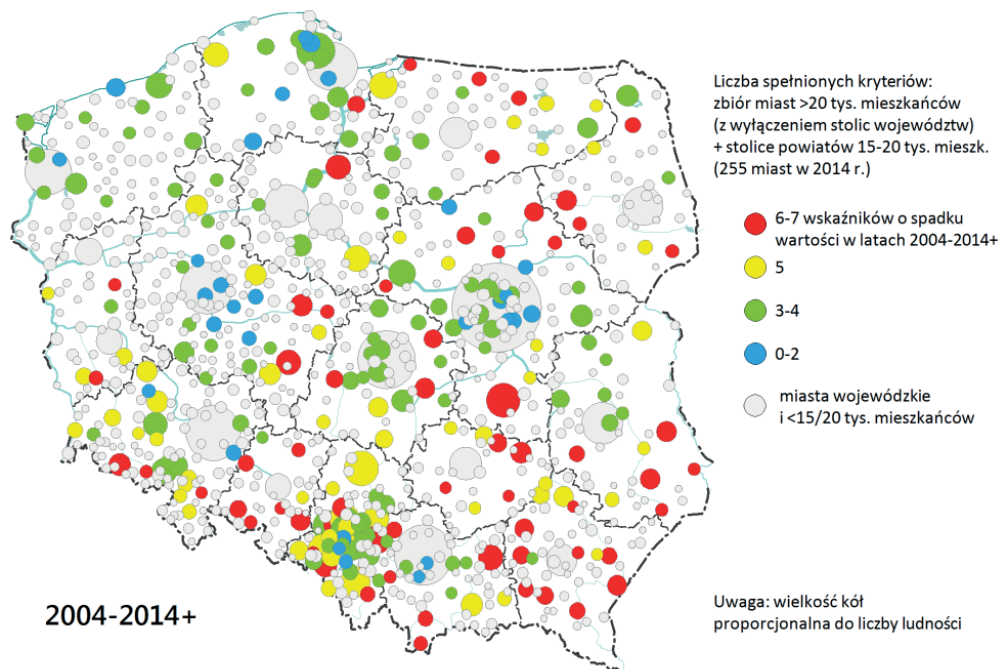 Liczba spełnionych kryteriów:
zbiór miast >20 tys. mieszkańców
(z wyłączeniem stolic województw)
+ stolice powiatów 15-20 tys. mieszk.
(255 miast w 2014 r.)
6-7 wskaźników o spadku
wartości w latach 2004-2014+
5
3-4
0-2
miasta wojewódzkie
i <15/20 tys. mieszkańców
2004-2014+
Uwaga: wielkość kół
proporcjonalna do liczby ludności